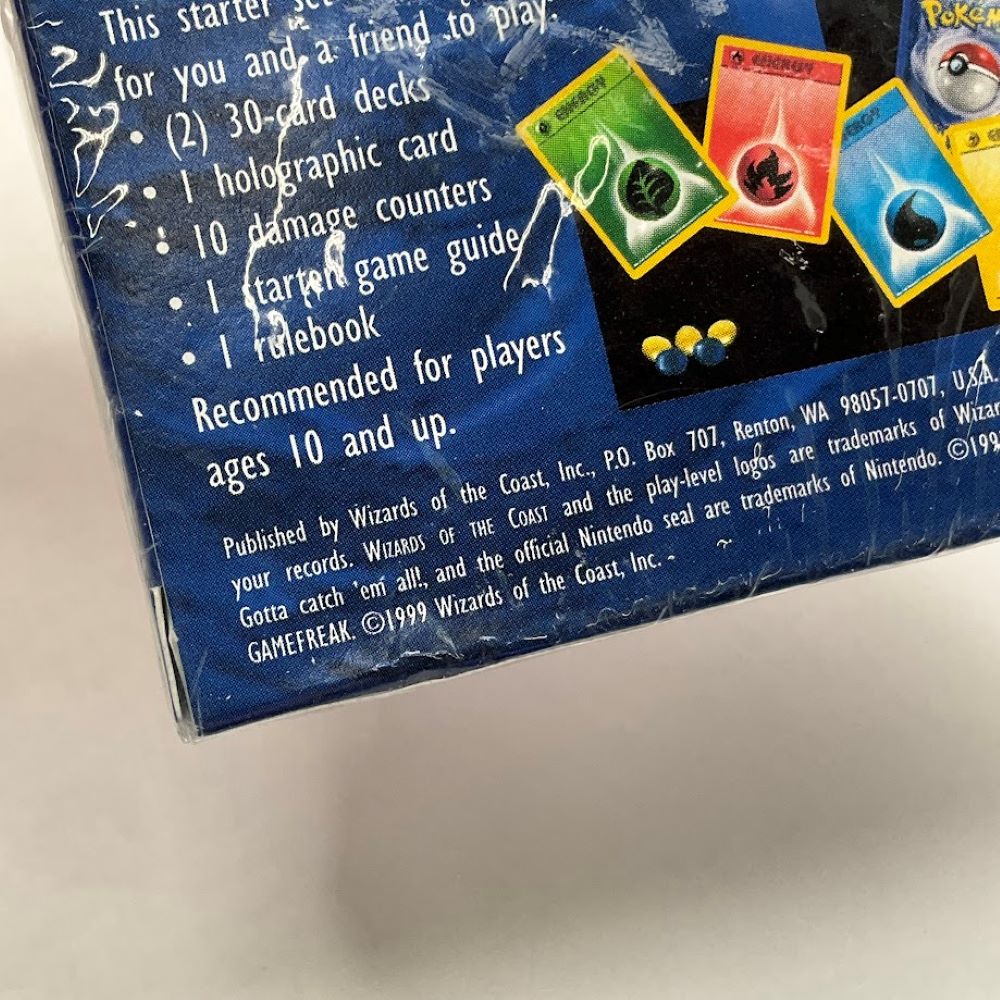 This starter set
for you and a friend to play.
• (2) 30-card decks
• 1 holographic card
• 10 damage counters
• 1 starter game guide
• 1 rulebook
Recommended for players
ages 10 and up.
Published by Wizards of the Coast, Inc., P.O. Box 707, Renton, WA 98057-0707, U.S.A.
your records. WIZARDS OF THE COAST and the play-level logos are trademarks of
Gotta catch 'em all!, and the official Nintendo seal are trademarks of Nintendo.
GAMEFREAK. ©1999 Wizards of the Coast, Inc.
ENERGY
ENERGY